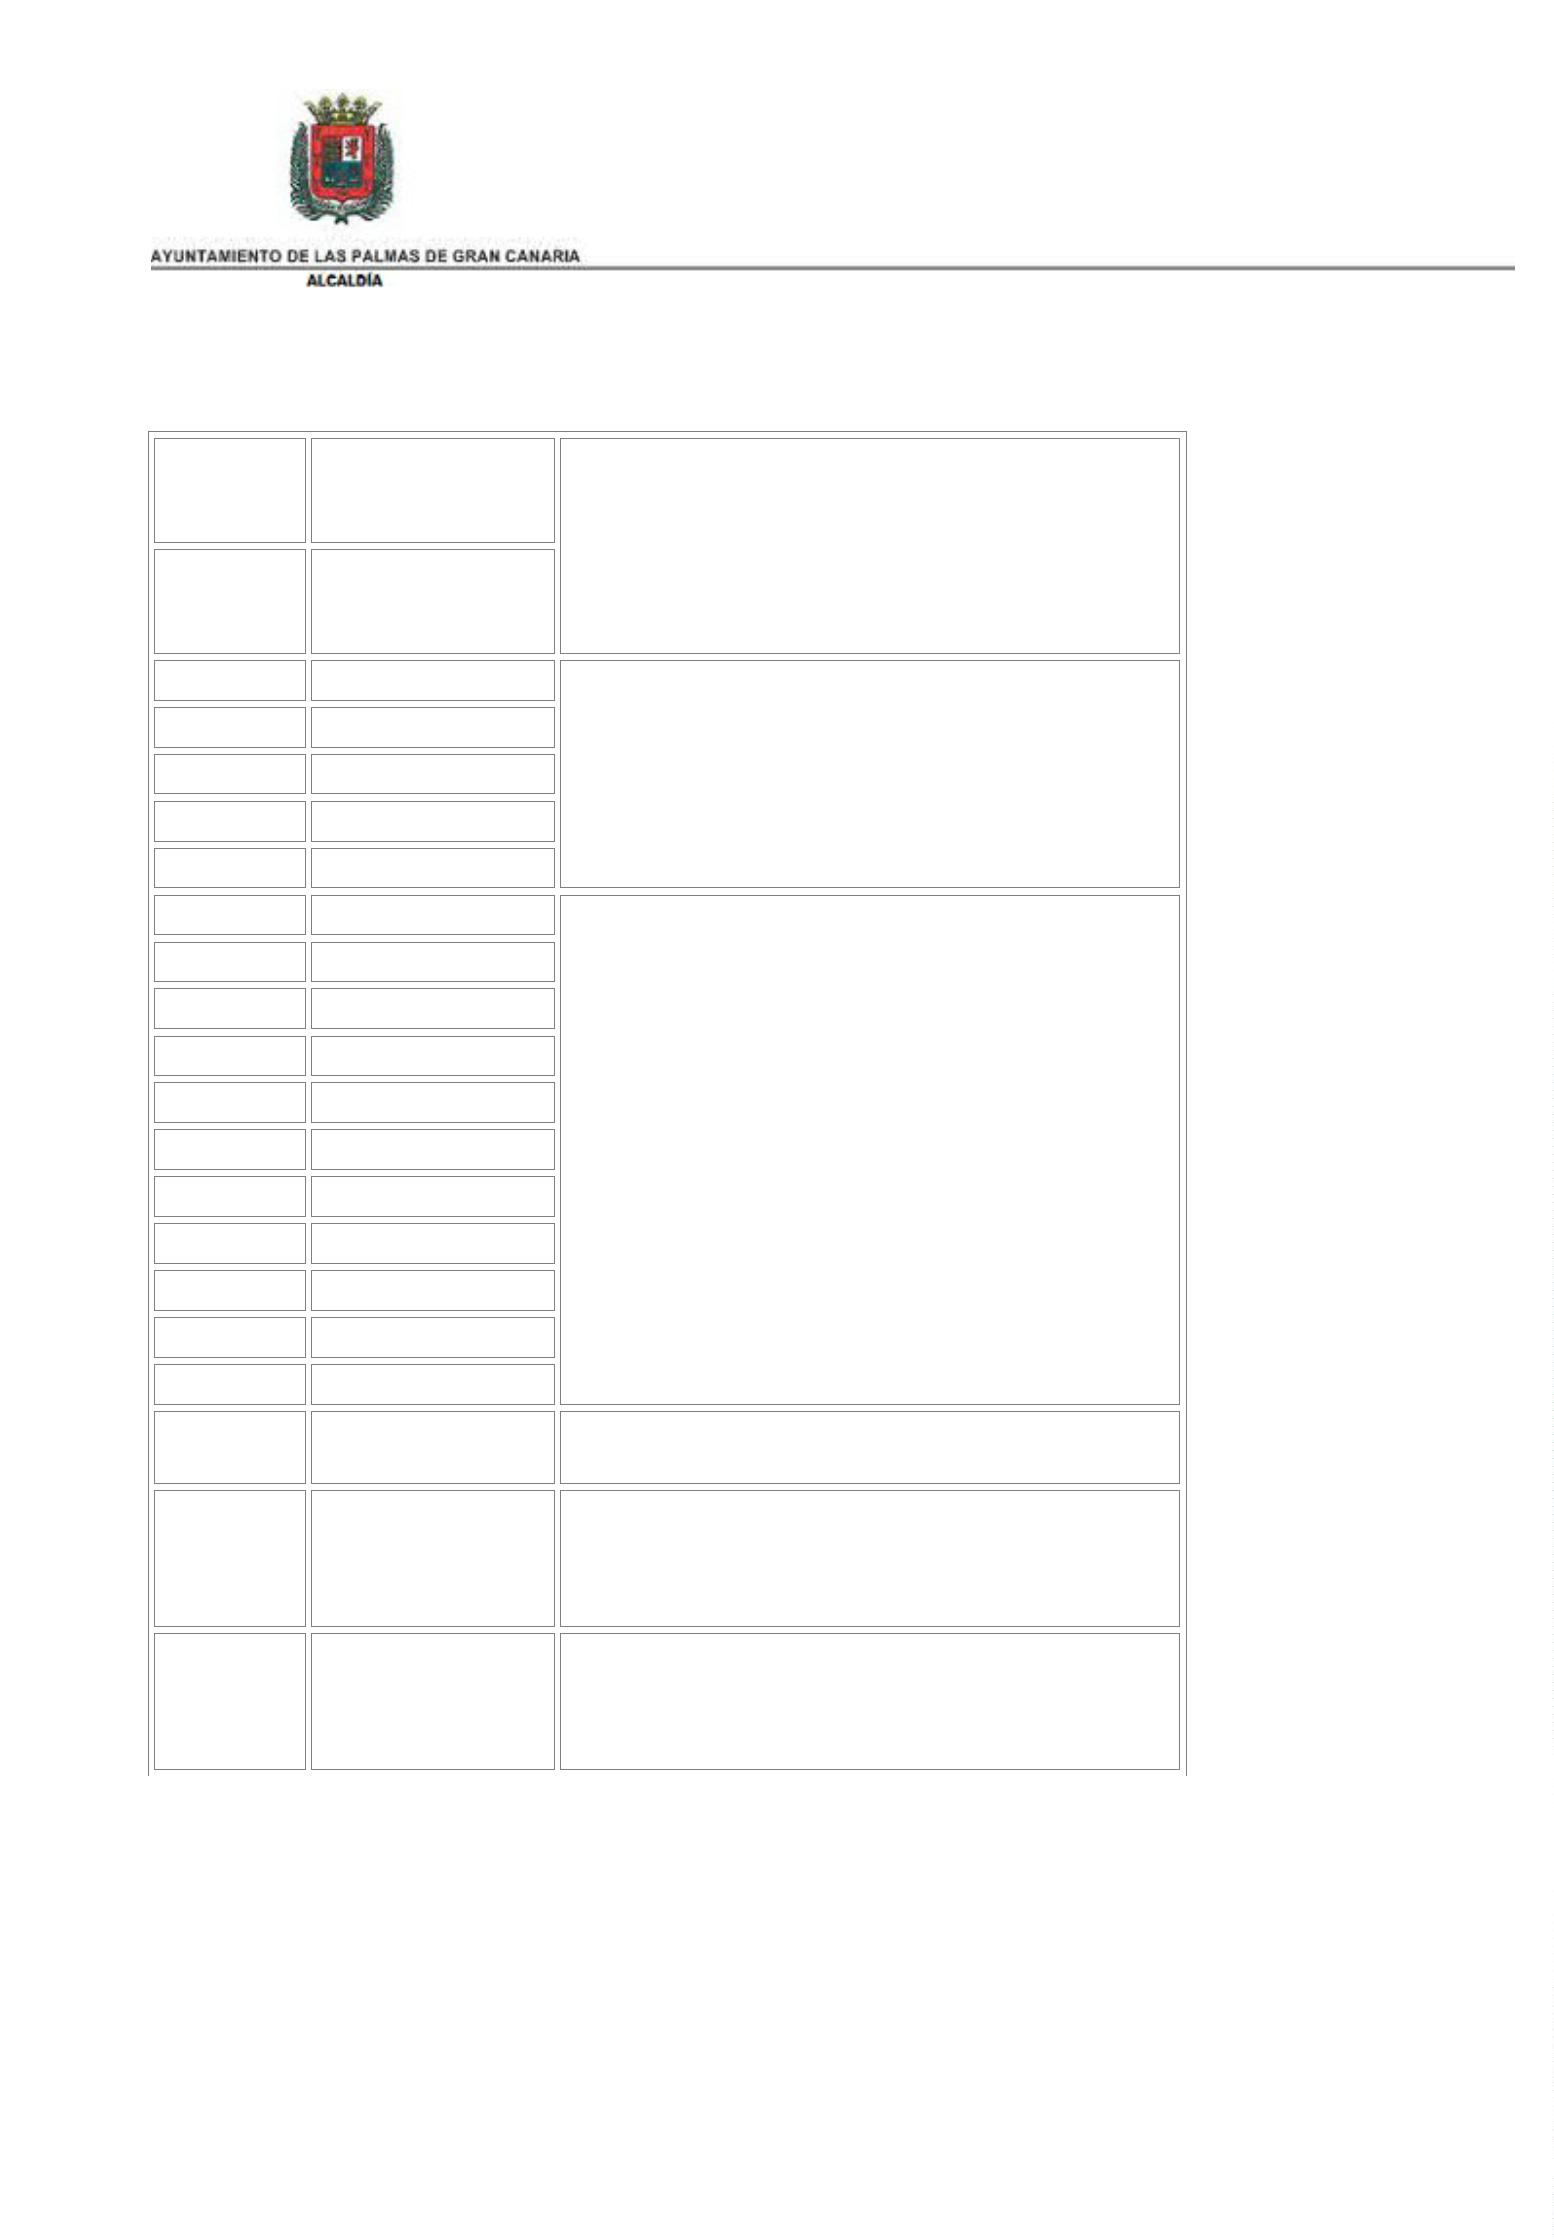 AYUNTAMIENTO DE LAS PALMAS DE GRAN CANARIA
ALCALDÍA